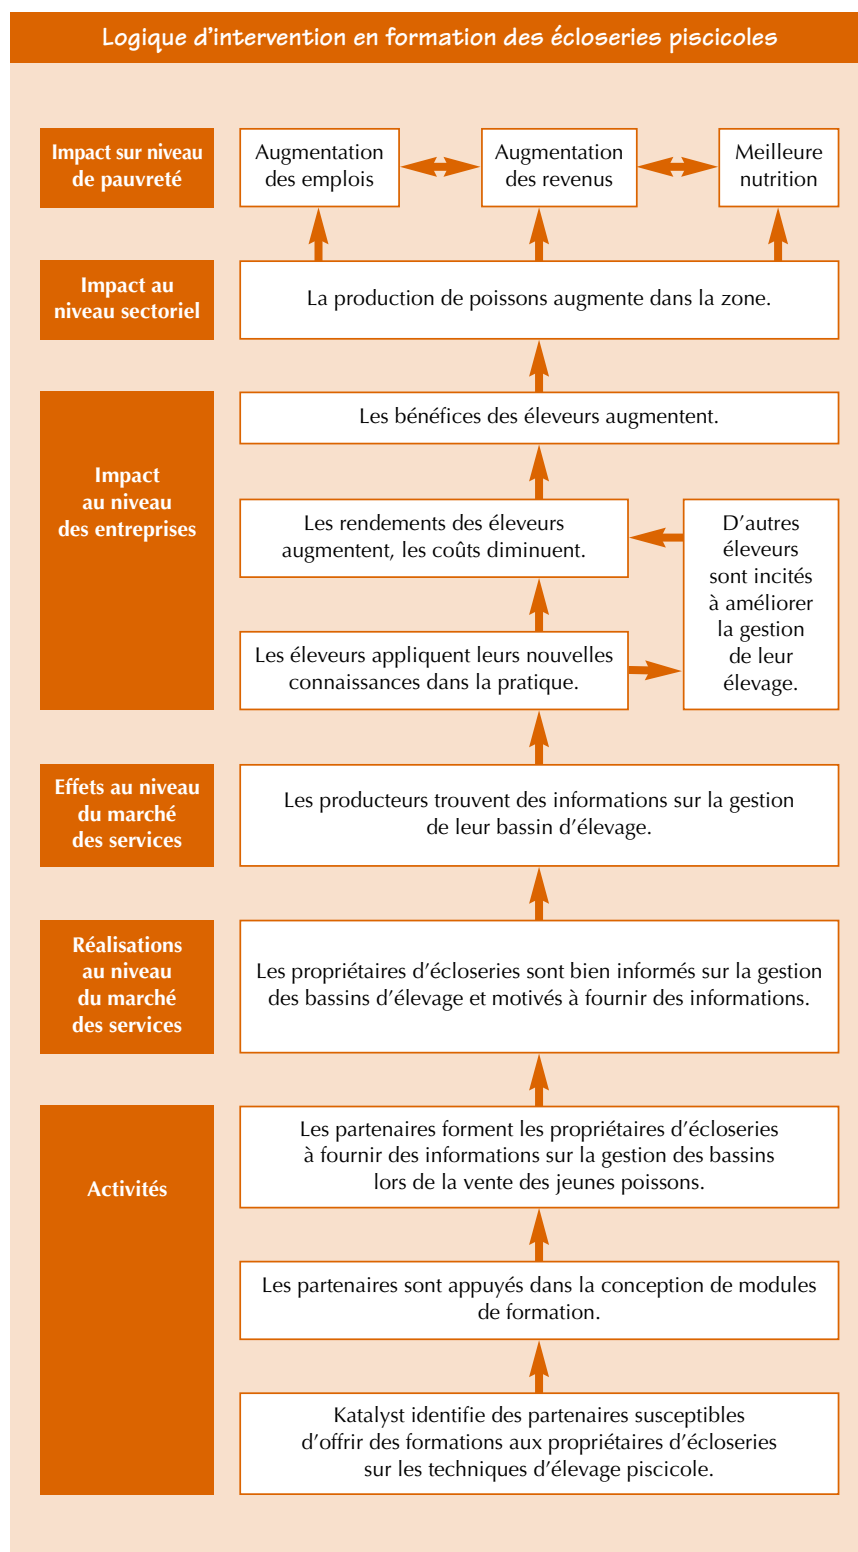 Logique d'intervention en formation des écloseries piscicoles
Impact sur niveau
de pauvreté
Augmentation
des emplois
Augmentation
des revenus
Meilleure
nutrition
Impact au
niveau sectoriel
La production de poissons augmente dans la zone.
Impact
au niveau
des entreprises
Les bénéfices des éleveurs augmentent.
Les rendements des éleveurs
augmentent, les coûts diminuent.
D'autres
éleveurs
sont incités
à améliorer
la gestion
de leur
élevage.
Les éleveurs appliquent leurs nouvelles
connaissances dans la pratique.
Effets au niveau
du marché
des services
Les producteurs trouvent des informations sur la gestion
de leur bassin d'élevage.
Réalisations
au niveau
du marché
des services
Les propriétaires d'écloseries sont bien informés sur la gestion
des bassins d'élevage et motivés à fournir des informations.
Activités
Les partenaires forment les propriétaires d'écloseries
à fournir des informations sur la gestion des bassins
lors de la vente des jeunes poissons.
Les partenaires sont appuyés dans la conception de modules
de formation.
Katalyst identifie des partenaires susceptibles
d'offrir des formations aux propriétaires d'écloseries
sur les techniques d'élevage piscicole.